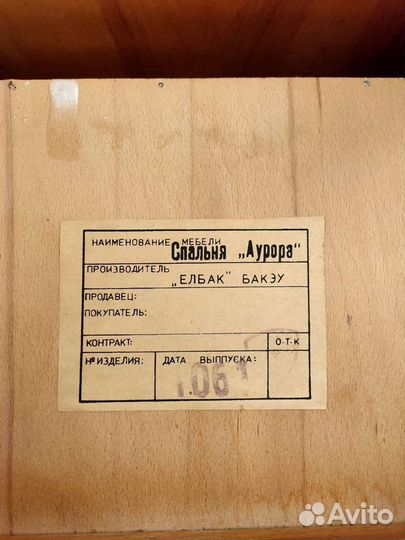 НАИМЕНОВАНИЕ МЕБЕЛИ
Спальня „Аурора“
ПРОИЗВОДИТЕЛЬ
„ЕЛБАК“ БАКЭУ
ПРОДАВЕЦ:
ПОКУПАТЕЛЬ:
КОНТРАКТ:
О·Т·К
№ ИЗДЕЛИЯ:
ДАТА ВЫПУСКА:
Avito